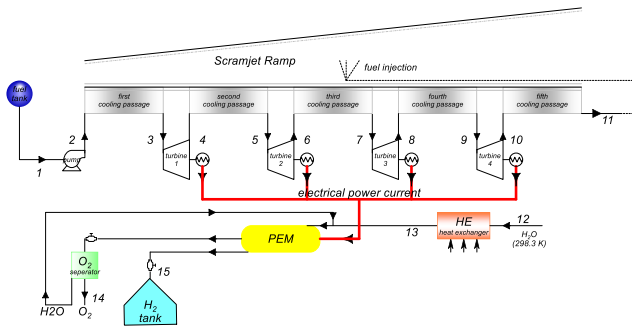 Scramjet Ramp
fuel injection
fuel
tank
first
cooling passage
second
cooling passage
third
cooling passage
fourth
cooling passage
fifth
cooling passage
1
2
pump
3
turbine
1
4
5
turbine
2
6
7
turbine
3
8
9
turbine
4
10
11
electrical power current
PEM
13
HE
heat exchanger
12
H2O
(298.3 K)
O2
seperator
15
14
H2O
O2
H2
tank